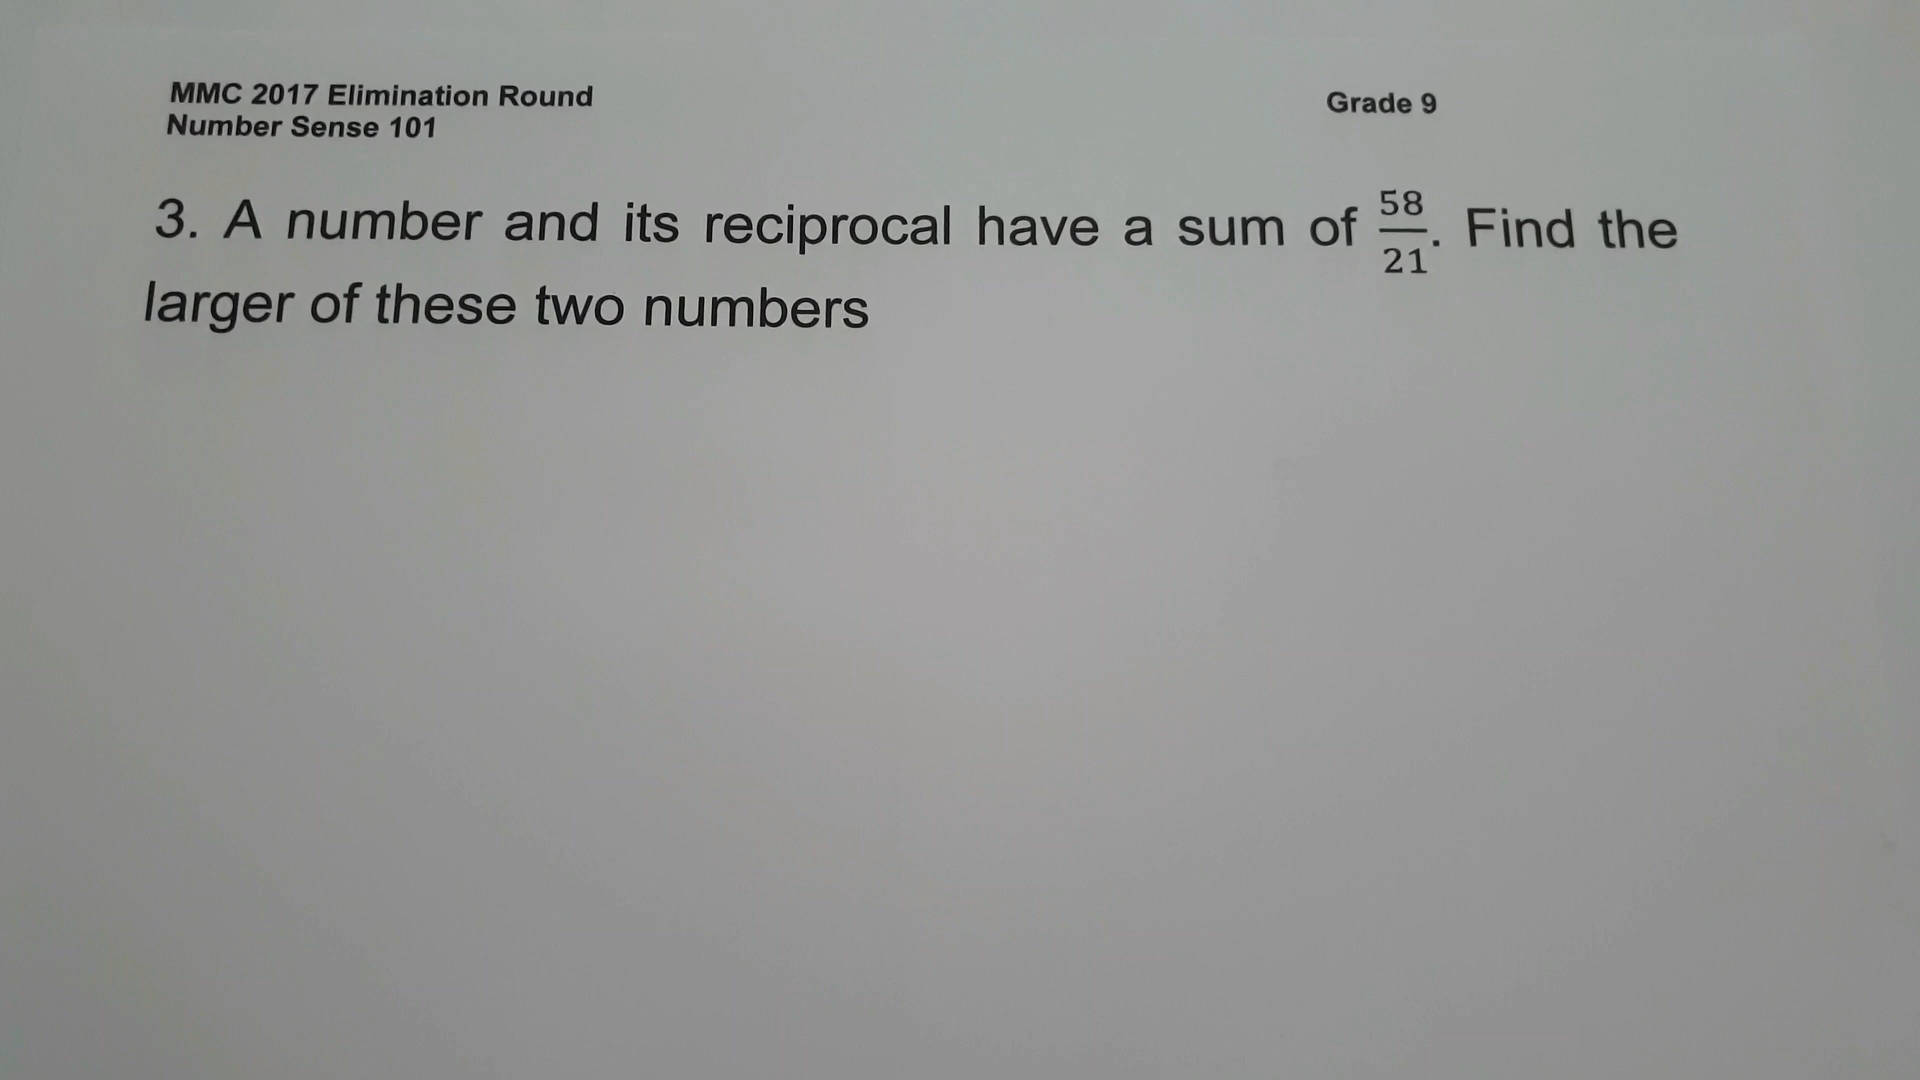 MMC 2017 Elimination Round
Number Sense 101
Grade 9
3. A number and its reciprocal have a sum of 58/21. Find the
larger of these two numbers